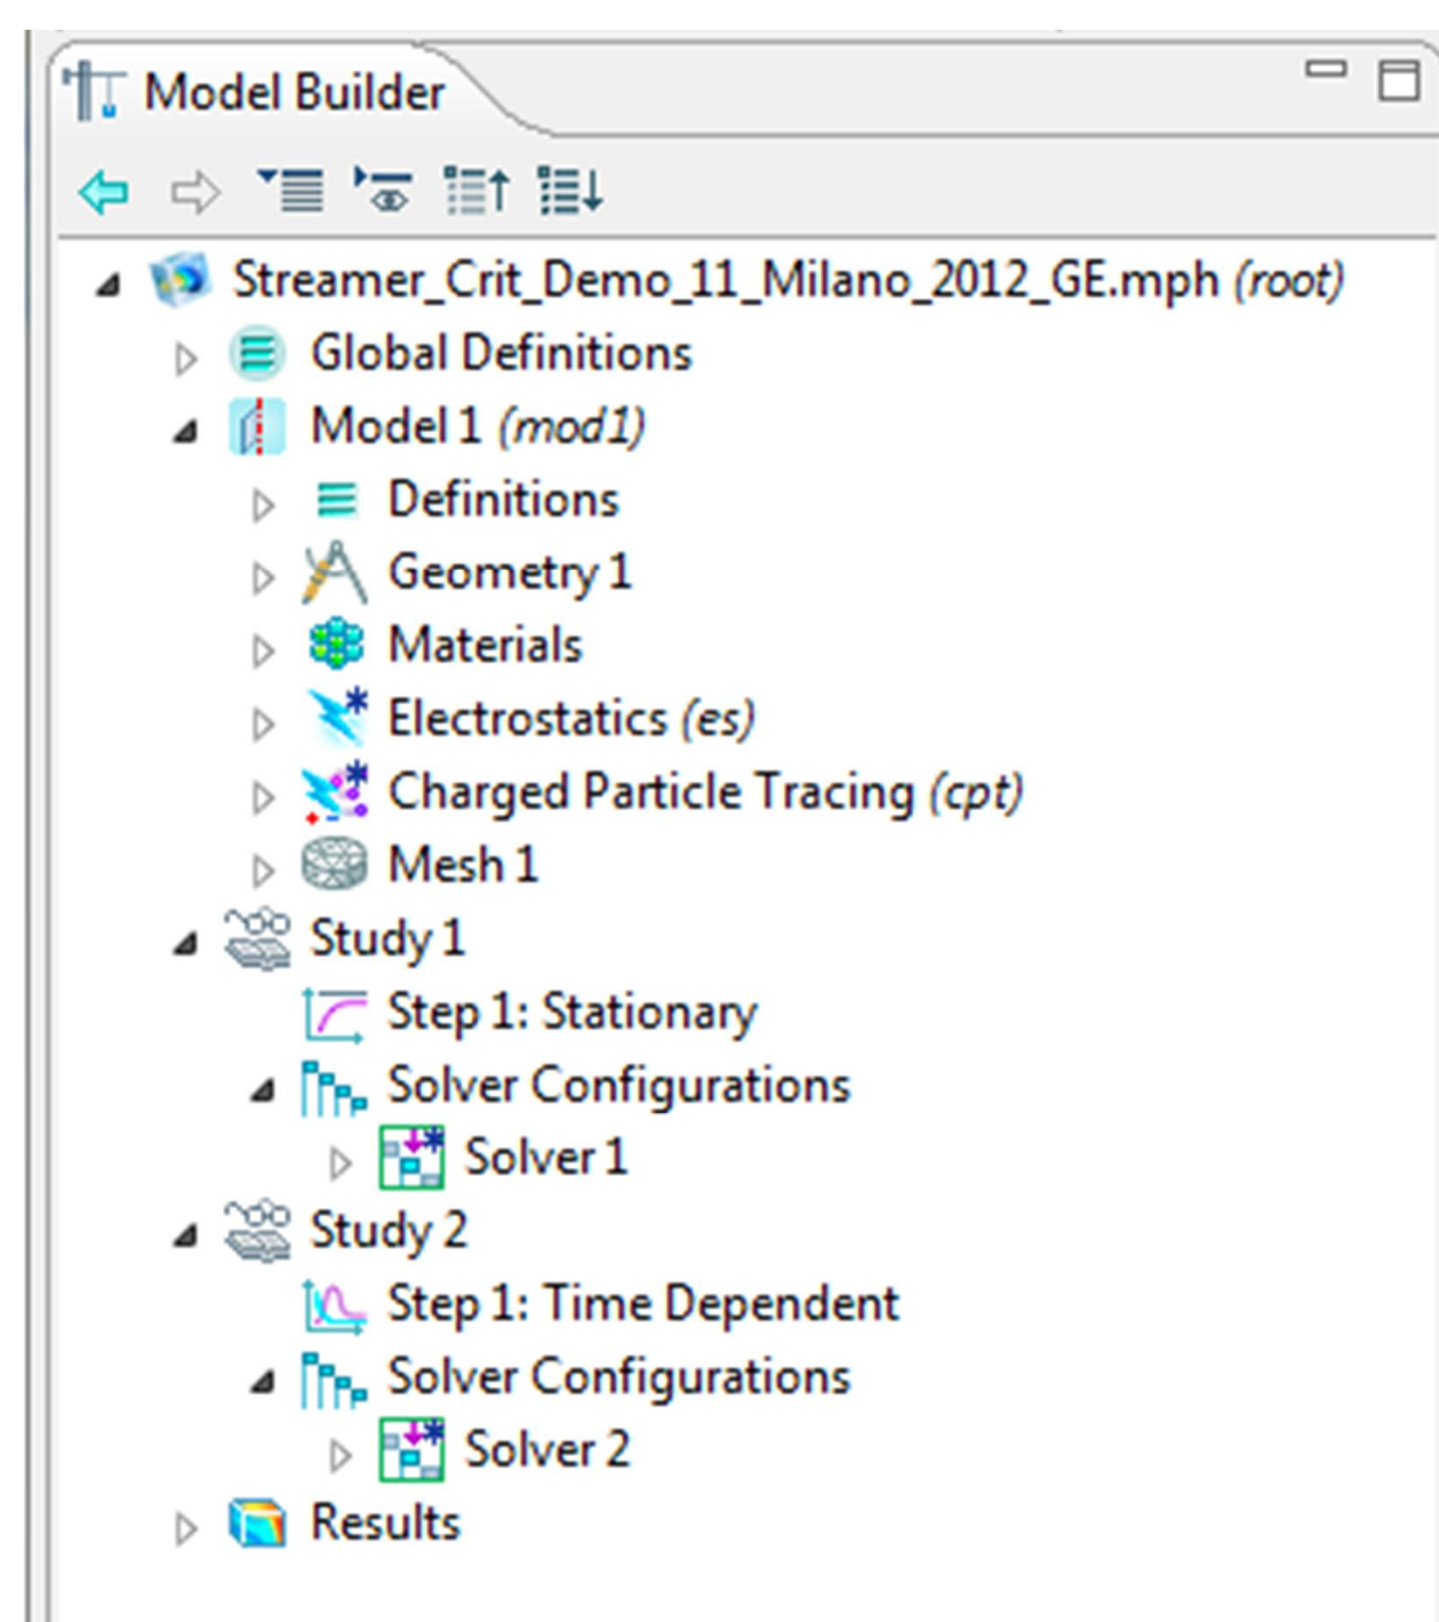 Model Builder
Streamer_Crit_Demo_11_Milano_2012_GE.mph (root)
Global Definitions
Model 1 (mod1)
Definitions
Geometry 1
Materials
Electrostatics (es)
Charged Particle Tracing (cpt)
Mesh 1
Study 1
Step 1: Stationary
Solver Configurations
Solver 1
Study 2
Step 1: Time Dependent
Solver Configurations
Solver 2
Results